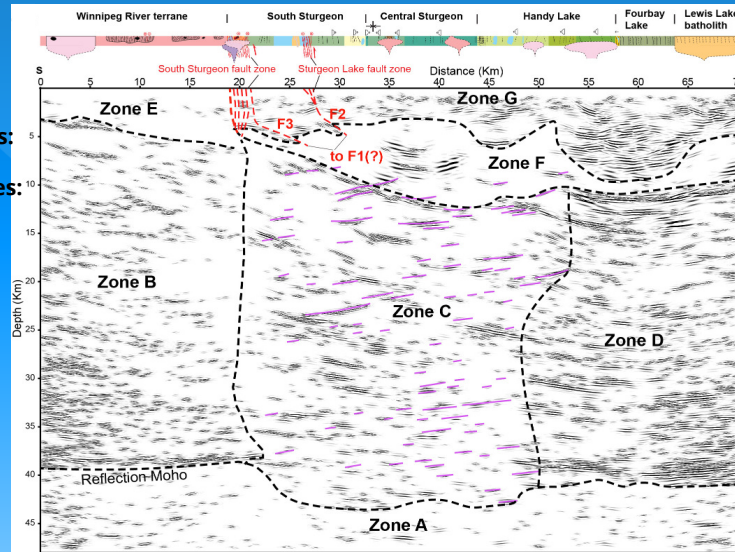 Winnipeg River terrane | South Sturgeon | Central Sturgeon | Handy Lake | Fourbay Lake | Lewis Lake batholith
South Sturgeon fault zone Sturgeon Lake fault zone Distance (Km)
S
0 5 10 15 20 25 30 35 40 45 50 55 60 65
Zone E
Zone G
F2
F3
s:
5
Zone F
to F1(?)
es:
10
15
20
25
30
35
40
45
Depth (Km)
Zone B
Zone C
Zone D
Reflection Moho
Zone A